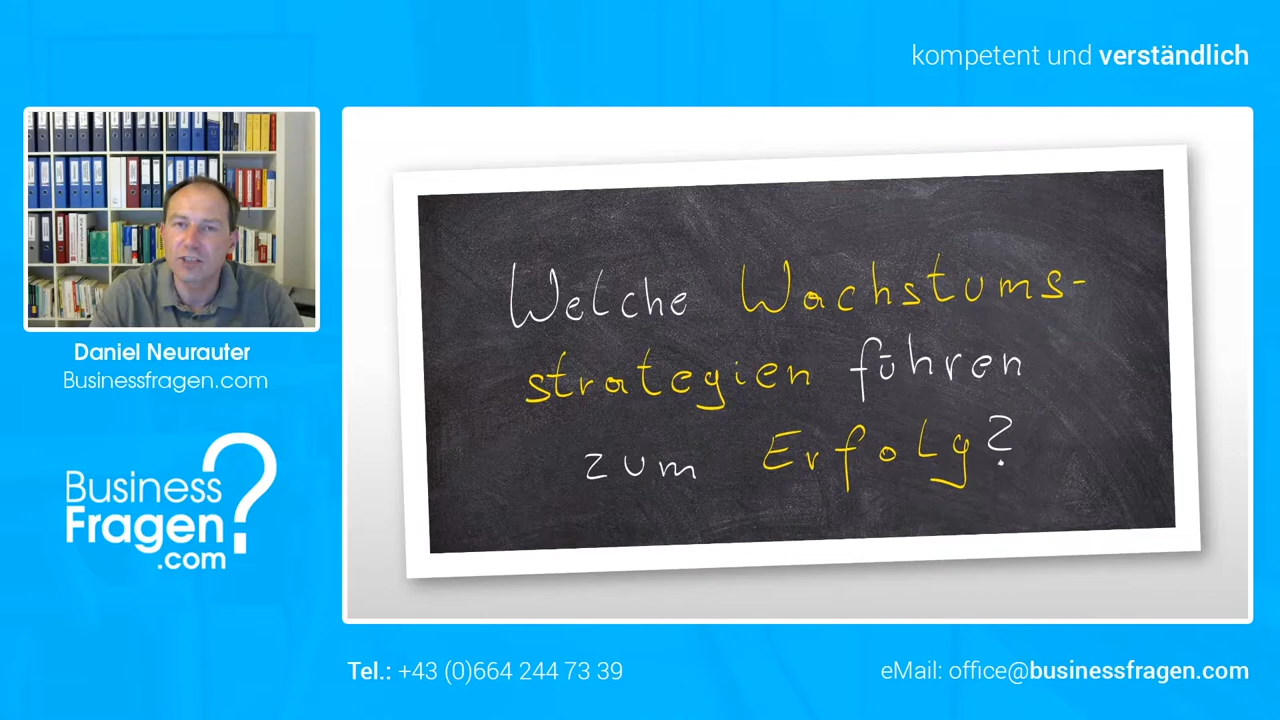 kompetent und verständlich
Daniel Neurauter
Businessfragen.com
Business
Fragen
.com
?
Welche Wachstums-
strategien führen
zum Erfolg?
Tel.: +43 (0)664 244 73 39
eMail: office@businessfragen.com